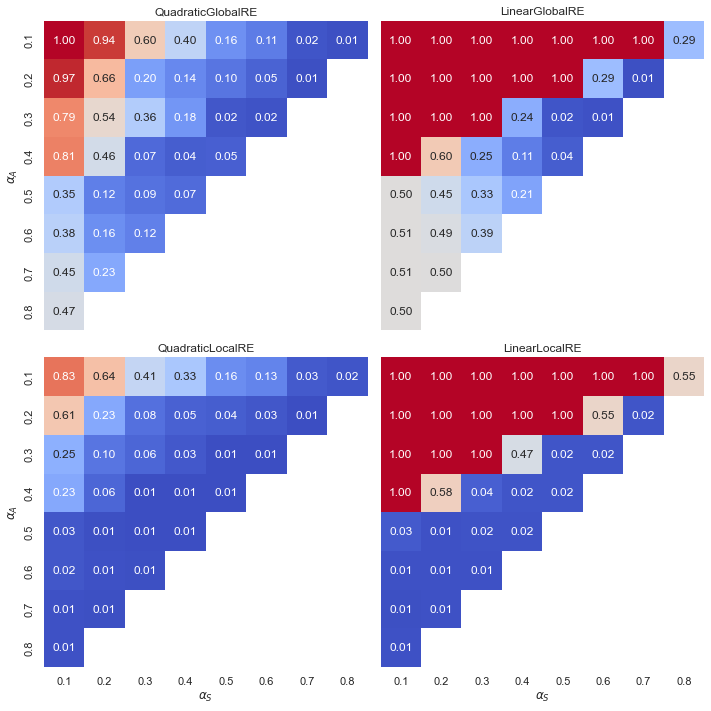 QuadraticGlobalRE
0.1 1.00 0.94 0.60 0.40 0.16 0.11 0.02 0.01
0.2 0.97 0.66 0.20 0.14 0.10 0.05 0.01
0.3 0.79 0.54 0.36 0.18 0.02 0.02
0.4 0.81 0.46 0.07 0.04 0.05
0.5 0.35 0.12 0.09 0.07
0.6 0.38 0.16 0.12
0.7 0.45 0.23
0.8 0.47
α_A
LinearGlobalRE
1.00 1.00 1.00 1.00 1.00 1.00 1.00 0.29
1.00 1.00 1.00 1.00 1.00 0.29 0.01
1.00 1.00 1.00 0.24 0.02 0.01
1.00 0.60 0.25 0.11 0.04
0.50 0.45 0.33 0.21
0.51 0.49 0.39
0.51 0.50
0.50
QuadraticLocalRE
0.1 0.83 0.64 0.41 0.33 0.16 0.13 0.03 0.02
0.2 0.61 0.23 0.08 0.05 0.04 0.03 0.01
0.3 0.25 0.10 0.06 0.03 0.01 0.01
0.4 0.23 0.06 0.01 0.01 0.01
0.5 0.03 0.01 0.01 0.01
0.6 0.02 0.01 0.01
0.7 0.01 0.01
0.8 0.01
α_A
0.1 0.2 0.3 0.4 0.5 0.6 0.7 0.8
α_S
LinearLocalRE
1.00 1.00 1.00 1.00 1.00 1.00 1.00 0.55
1.00 1.00 1.00 1.00 1.00 0.55 0.02
1.00 1.00 1.00 0.47 0.02 0.02
1.00 0.58 0.04 0.02 0.02
0.03 0.01 0.02 0.02
0.01 0.01 0.01
0.01 0.01
0.01
0.1 0.2 0.3 0.4 0.5 0.6 0.7 0.8
α_S